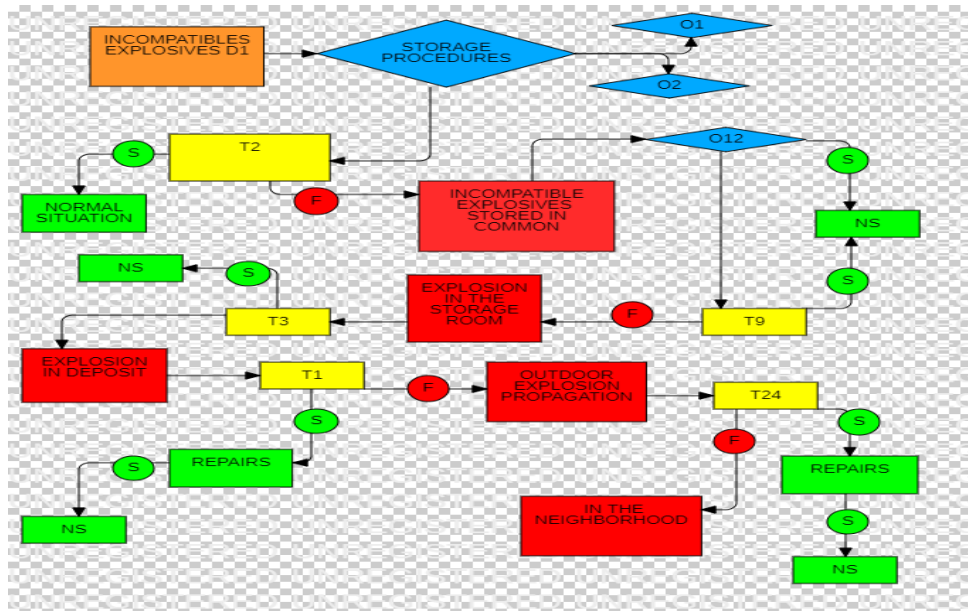 INCOMPATIBLES
EXPLOSIVES D1
STORAGE
PROCEDURES
O1
O2
T2
S
NORMAL
SITUATION
F
INCOMPATIBLE
EXPLOSIVES
STORED IN
COMMON
O12
S
NS
S
T9
F
EXPLOSION
IN THE
STORAGE
ROOM
T3
S
NS
EXPLOSION
IN DEPOSIT
T1
F
OUTDOOR
EXPLOSION
PROPAGATION
T24
S
REPAIRS
S
NS
F
IN THE
NEIGHBORHOOD
S
REPAIRS
S
NS